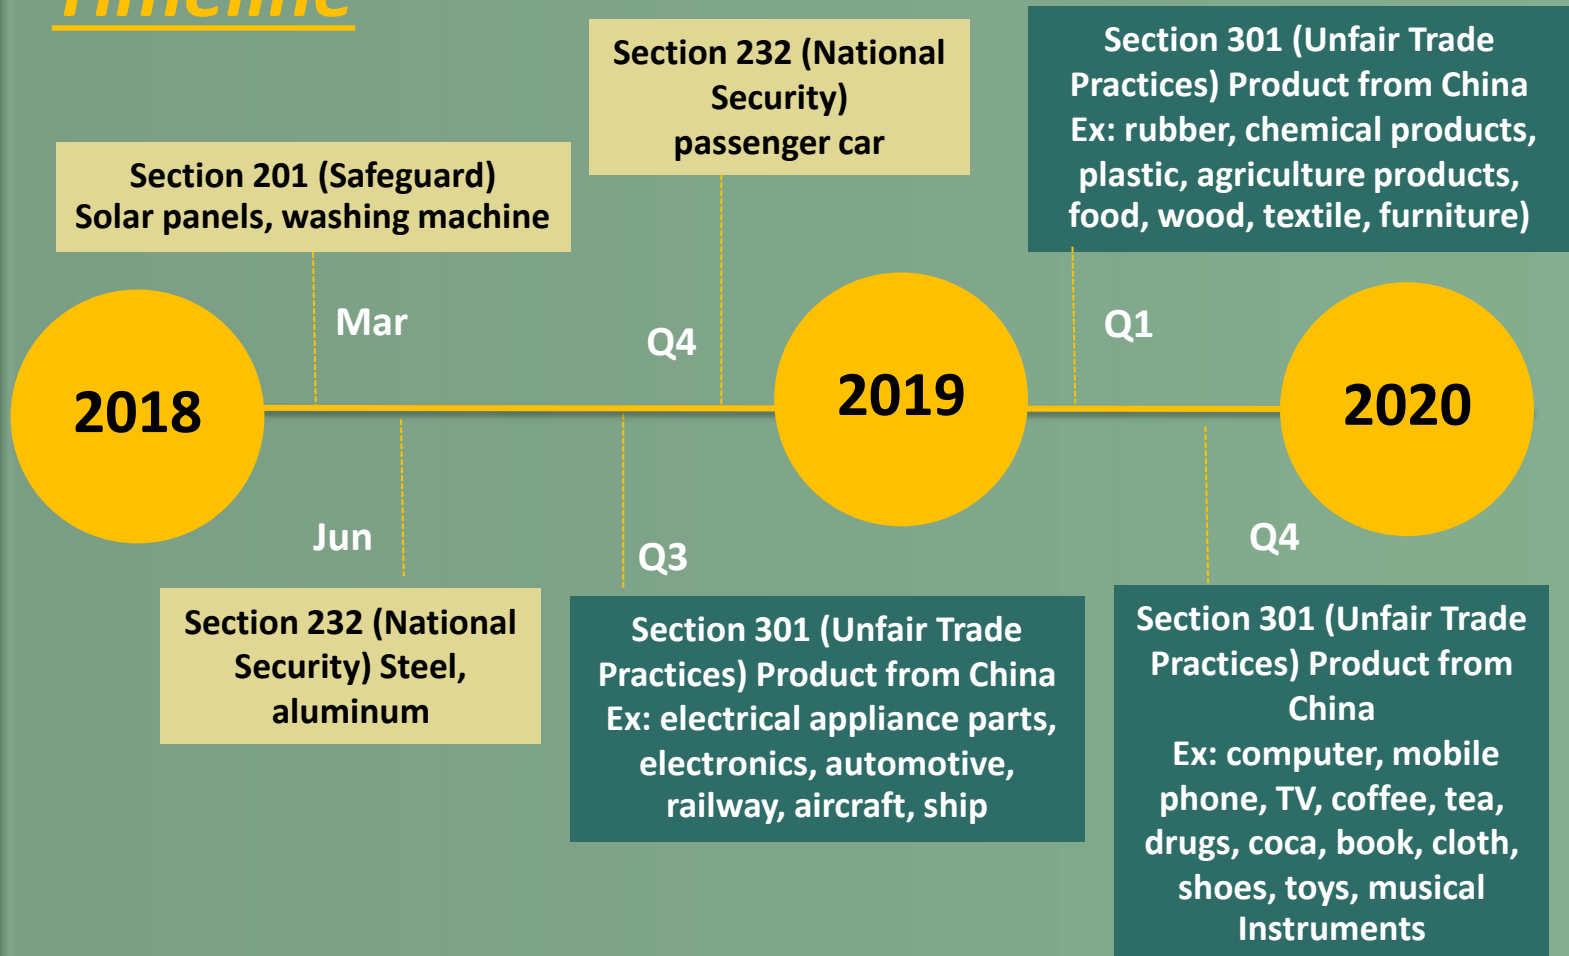 Timeline
Section 201 (Safeguard)
Solar panels, washing machine
Section 232 (National
Security)
passenger car
Section 301 (Unfair Trade
Practices) Product from China
Ex: rubber, chemical products,
plastic, agriculture products,
food, wood, textile, furniture)
Mar
Q4
Q1
2018
2019
2020
Jun
Q3
Q4
Section 232 (National
Security) Steel,
aluminum
Section 301 (Unfair Trade
Practices) Product from China
Ex: electrical appliance parts,
electronics, automotive,
railway, aircraft, ship
Section 301 (Unfair Trade
Practices) Product from
China
Ex: computer, mobile
phone, TV, coffee, tea,
drugs, coca, book, cloth,
shoes, toys, musical
Instruments